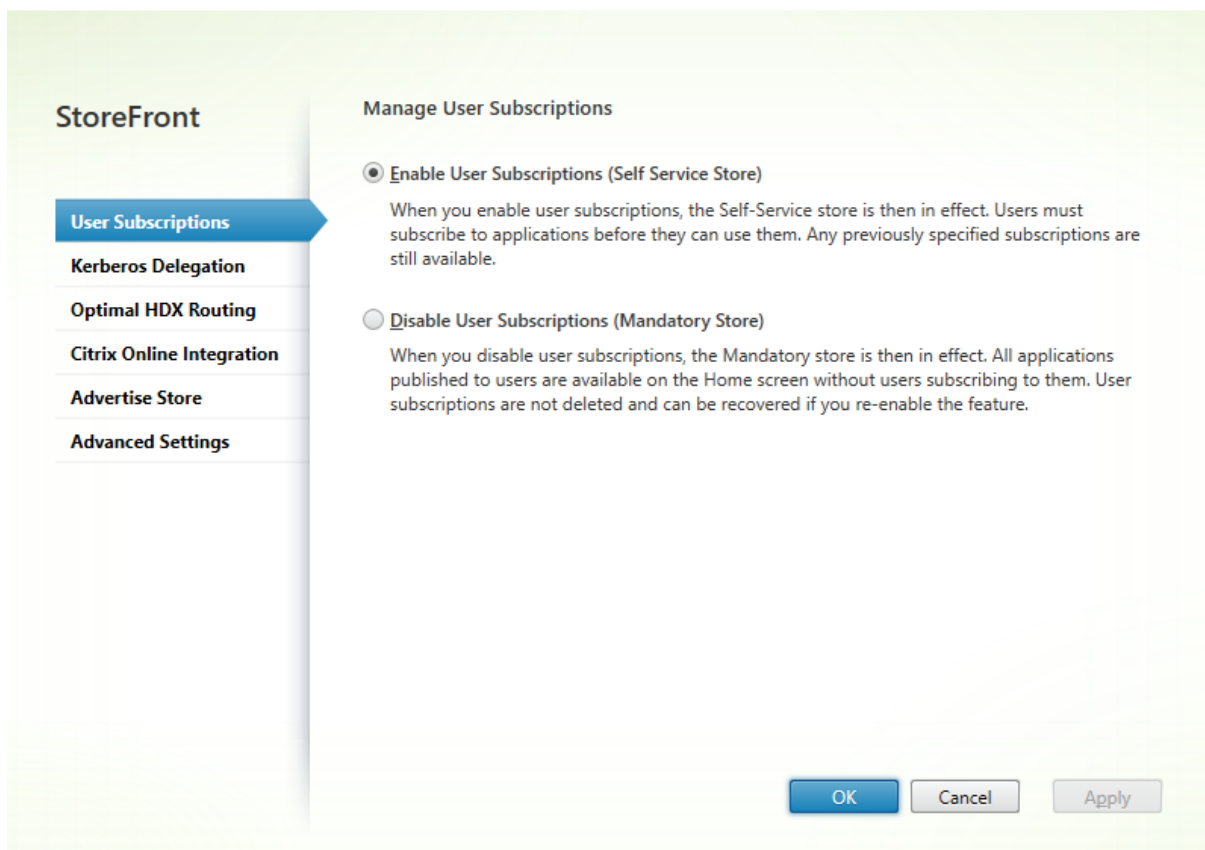 StoreFront
User Subscriptions
Kerberos Delegation
Optimal HDX Routing
Citrix Online Integration
Advertise Store
Advanced Settings
Manage User Subscriptions
Enable User Subscriptions (Self Service Store)
When you enable user subscriptions, the Self-Service store is then in effect. Users must
subscribe to applications before they can use them. Any previously specified subscriptions are
still available.
Disable User Subscriptions (Mandatory Store)
When you disable user subscriptions, the Mandatory store is then in effect. All applications
published to users are available on the Home screen without users subscribing to them. User
subscriptions are not deleted and can be recovered if you re-enable the feature.
OK
Cancel
Apply